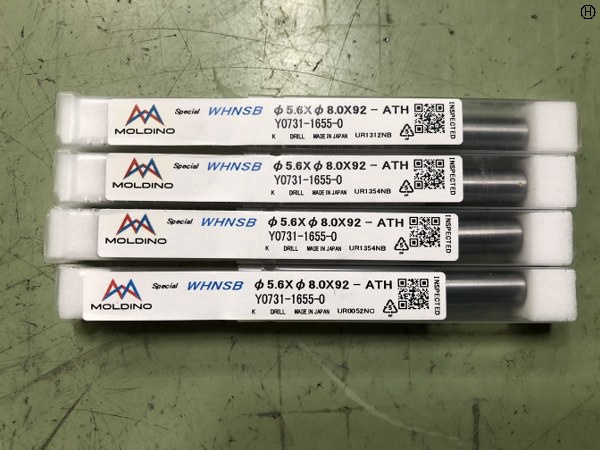 H
Special WHNSB φ5.6Xφ8.0X92-ATH
Y0731-1655-0
MOLDINO K DRILL MADE IN JAPAN UR1312NB
INSPECTED
Special WHNSB φ5.6Xφ8.0X92-ATH
Y0731-1655-0
MOLDINO K DRILL MADE IN JAPAN UR1354NB
INSPECTED
Special WHNSB φ5.6Xφ8.0X92-ATH
Y0731-1655-0
MOLDINO K DRILL MADE IN JAPAN UR1354NB
INSPECTED
Special WHNSB φ5.6Xφ8.0X92-ATH
Y0731-1655-0
MOLDINO K DRILL MADE IN JAPAN UR0052NC
INSPECTED